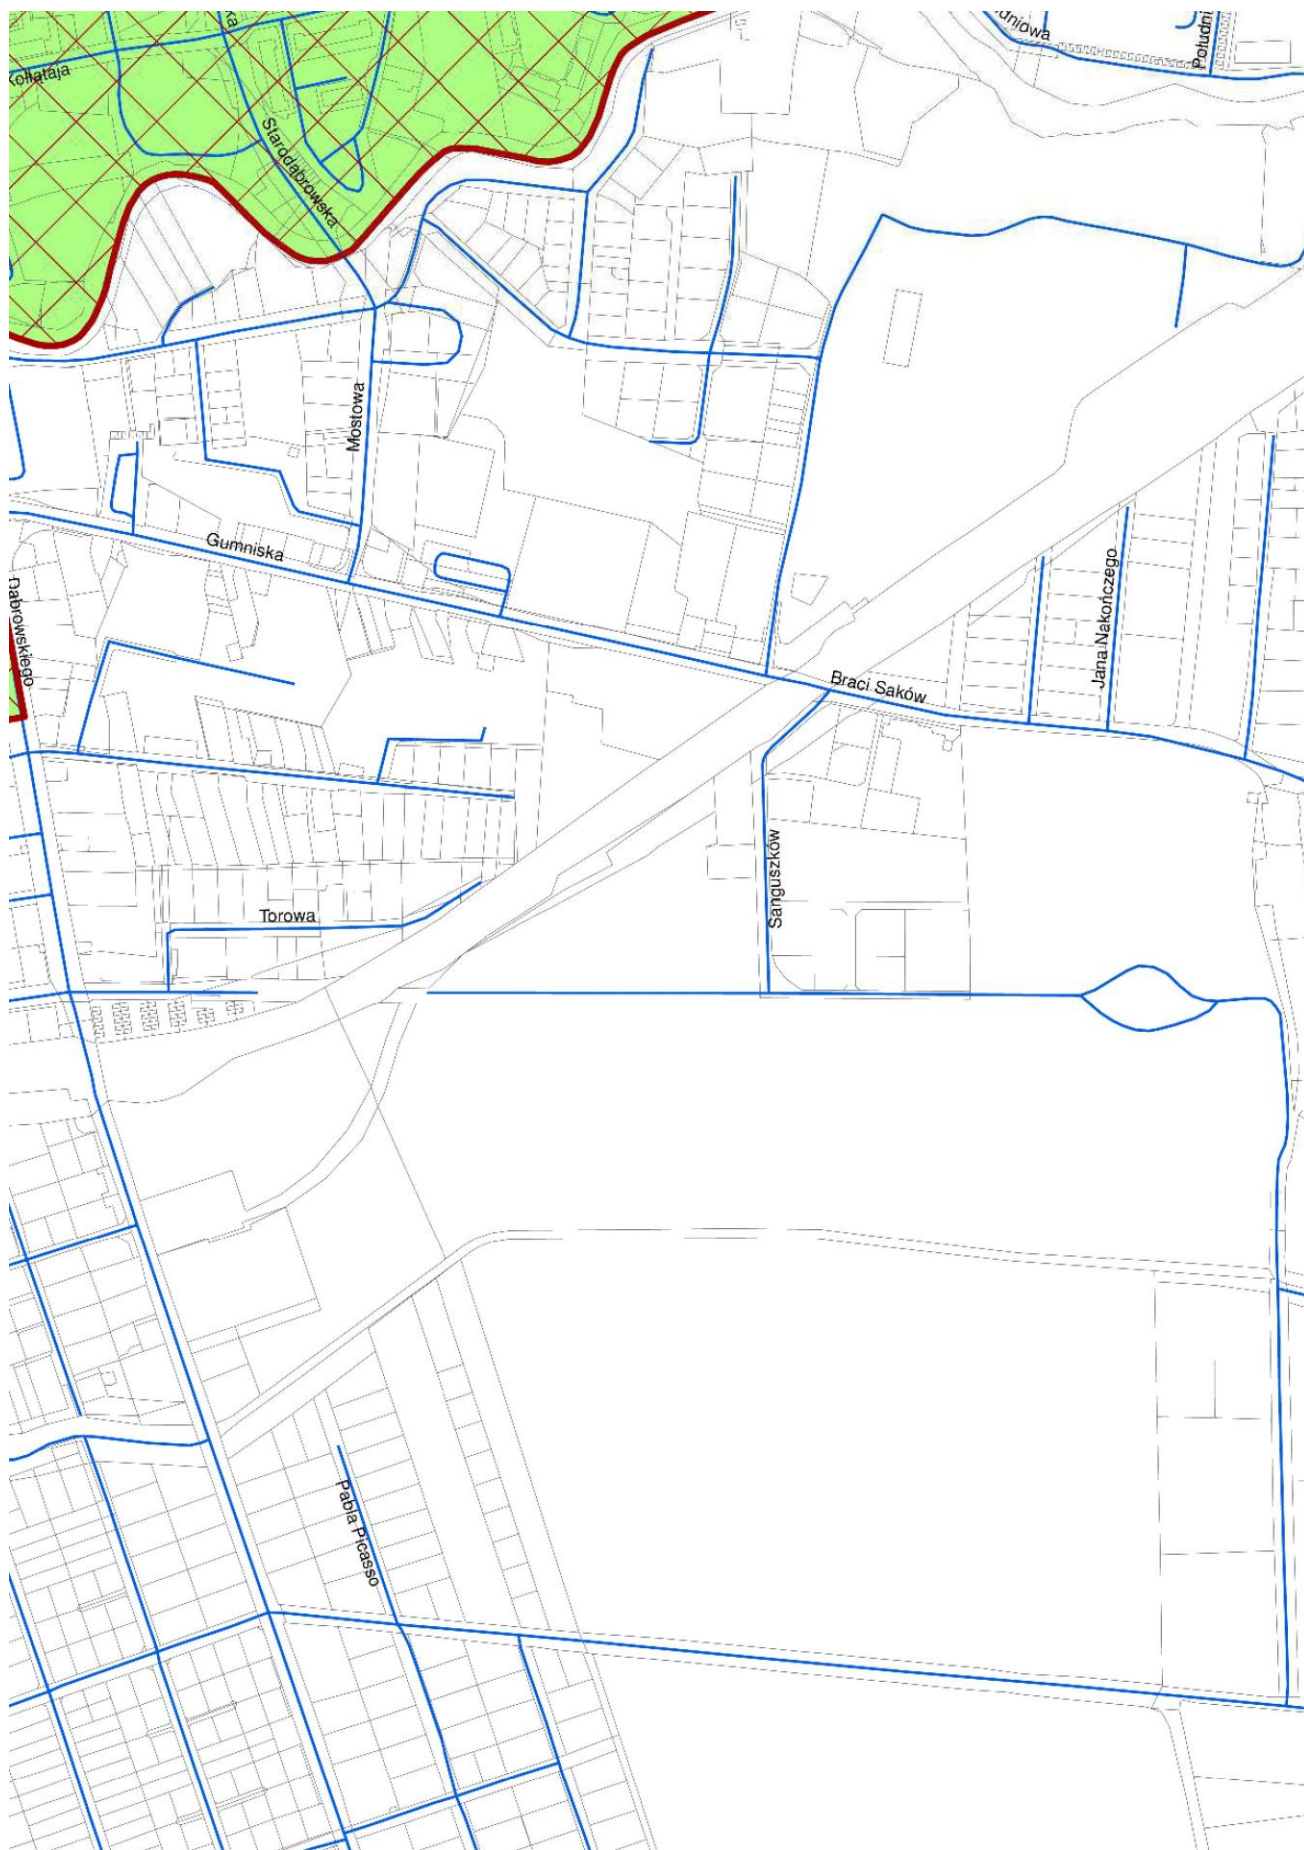 Kołłątaja
Starodąbrowska
Mostowa
Gumniska
Dąbrowskiego
Braci Saków
Jana Nakończego
Sanguszków
Torowa
Pabla Picasso